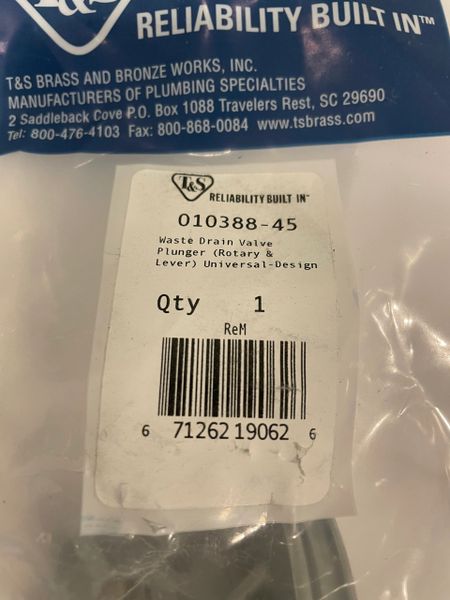 T&S
RELIABILITY BUILT IN™
T&S BRASS AND BRONZE WORKS, INC.
MANUFACTURERS OF PLUMBING SPECIALTIES
2 Saddleback Cove P.O. Box 1088 Travelers Rest, SC 29690
Tel: 800-476-4103 Fax: 800-868-0084 www.tsbrass.com
T&S RELIABILITY BUILT IN™
010388-45
Waste Drain Valve
Plunger (Rotary &
Lever) Universal-Design
Qty 1
ReM
6 71262 19062 6